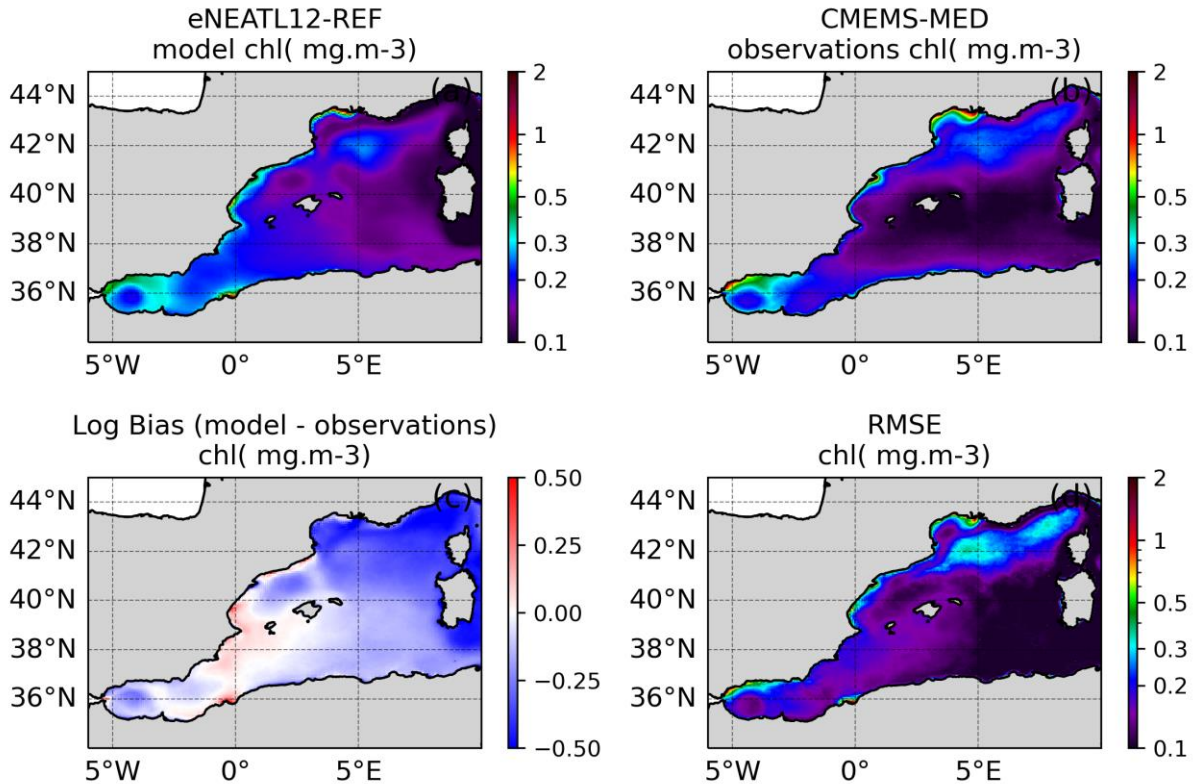 eNEATL12-REF
model chl( mg.m-3)
CMEMS-MED
observations chl( mg.m-3)
(a)
44°N
42°N
40°N
38°N
36°N
5°W 0° 5°E
2
1
0.5
0.3
0.2
0.1
(b)
44°N
42°N
40°N
38°N
36°N
5°W 0° 5°E
2
1
0.5
0.3
0.2
0.1
Log Bias (model - observations)
chl( mg.m-3)
RMSE
chl( mg.m-3)
(c)
44°N
42°N
40°N
38°N
36°N
5°W 0° 5°E
0.50
0.25
0.00
−0.25
−0.50
(d)
44°N
42°N
40°N
38°N
36°N
5°W 0° 5°E
2
1
0.5
0.3
0.2
0.1